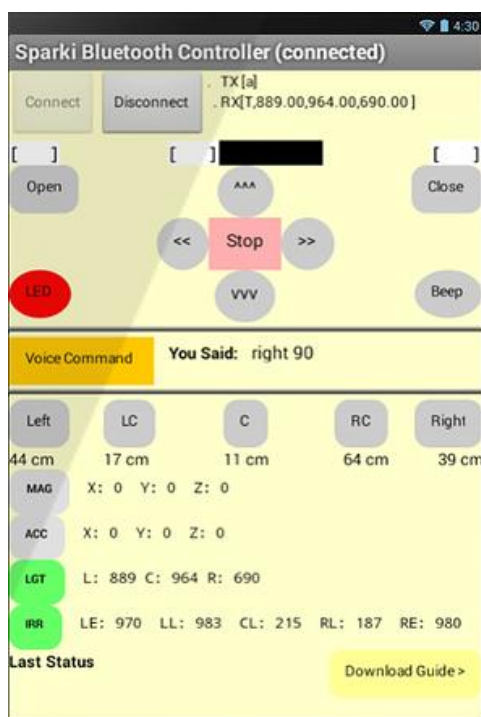 4:30
Sparki Bluetooth Controller (connected)
Connect Disconnect . TX[a]
. RX[T,889.00,964.00,690.00 ]
[ ] [ ] [ ]
Open ^^^ Close
<< Stop >>
LED VVV Beep
Voice Command You Said: right 90
Left LC C RC Right
44 cm 17 cm 11 cm 64 cm 39 cm
MAG X: 0 Y: 0 Z: 0
ACC X: 0 Y: 0 Z: 0
LGT L: 889 C: 964 R: 690
IRR LE: 970 LL: 983 CL: 215 RL: 187 RE: 980
Last Status
Download Guide >